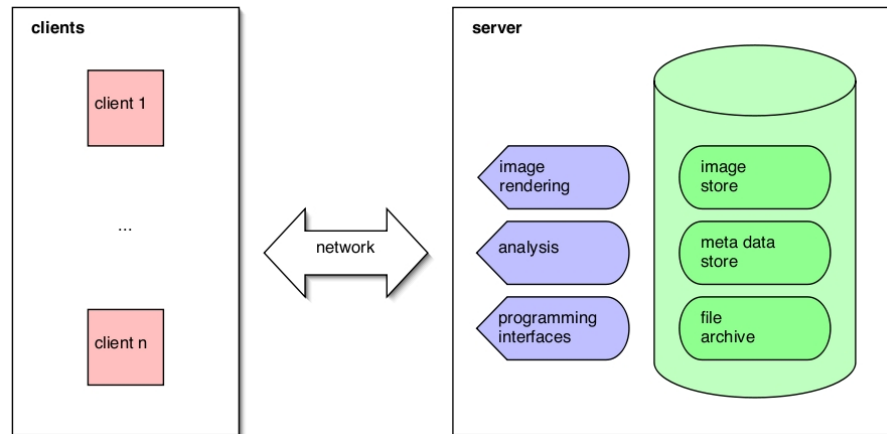 clients
client 1
...
client n
network
server
image
rendering
analysis
programming
interfaces
image
store
meta data
store
file
archive